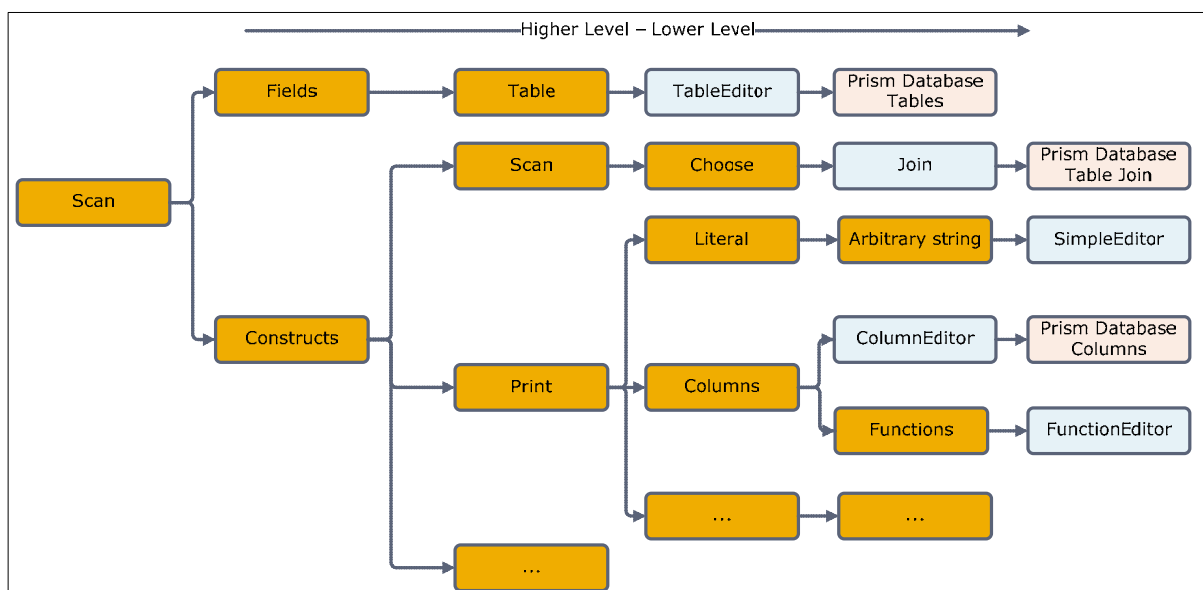 Higher Level – Lower Level
Fields
Table
TableEditor
Prism Database
Tables
Scan
Scan
Choose
Join
Prism Database
Table Join
Literal
Arbitrary string
SimpleEditor
Constructs
Print
Columns
ColumnEditor
Prism Database
Columns
Functions
FunctionEditor
...
...
...